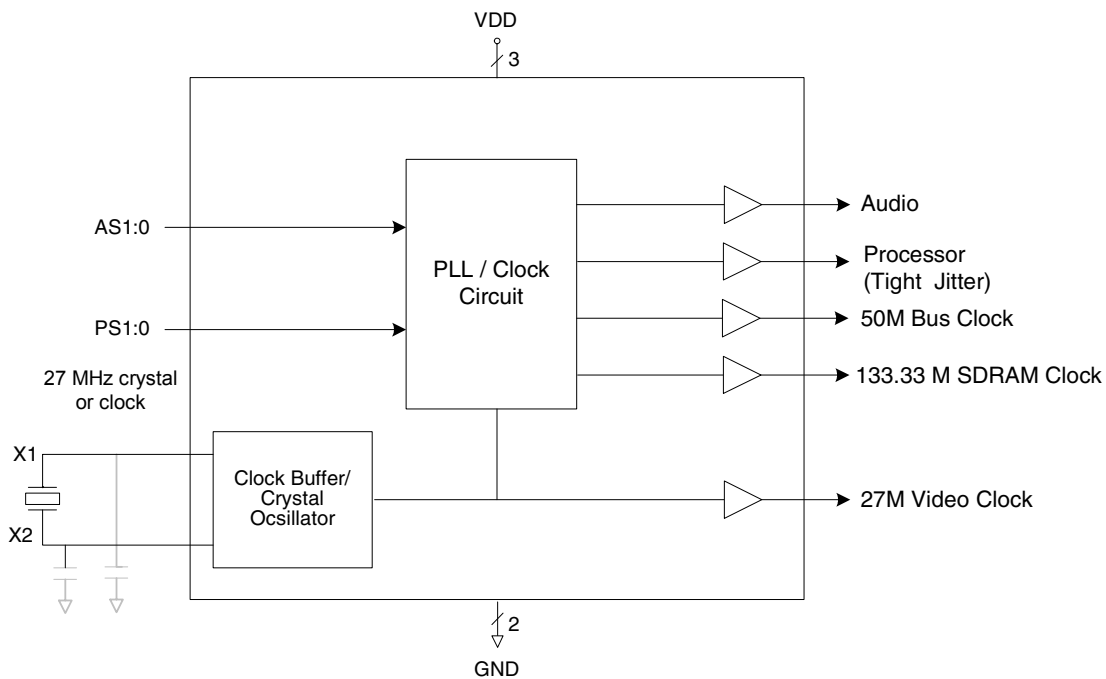 VDD
3
AS1:0
PS1:0
27 MHz crystal
or clock
X1
X2
PLL / Clock
Circuit
Clock Buffer/
Crystal
Ocsillator
Audio
Processor
(Tight Jitter)
50M Bus Clock
133.33 M SDRAM Clock
27M Video Clock
2
GND